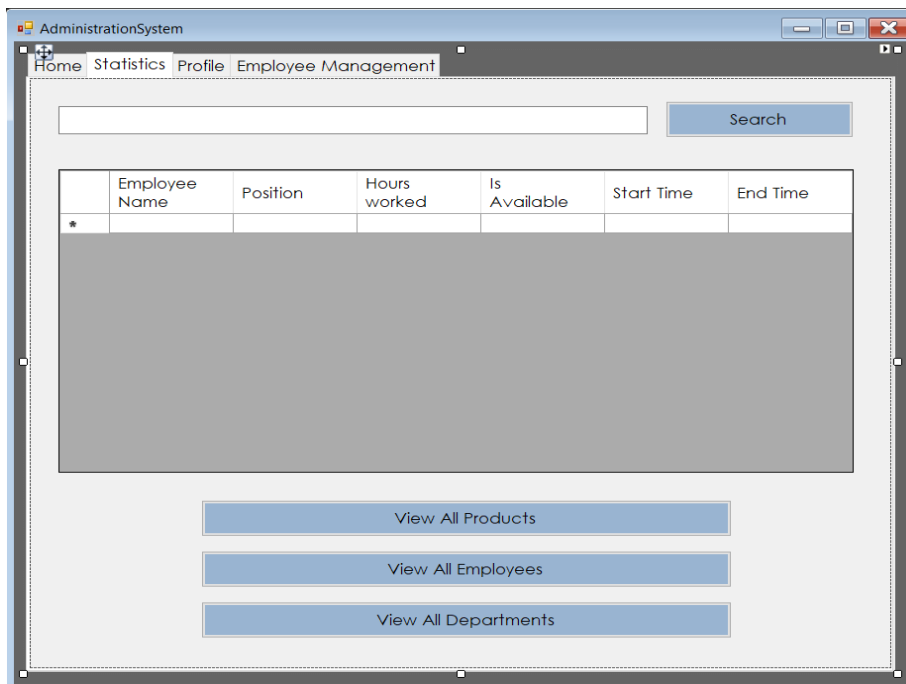 AdministrationSystem
Home Statistics Profile Employee Management
Search
Employee Name Position Hours worked Is Available Start Time End Time
*
View All Products
View All Employees
View All Departments